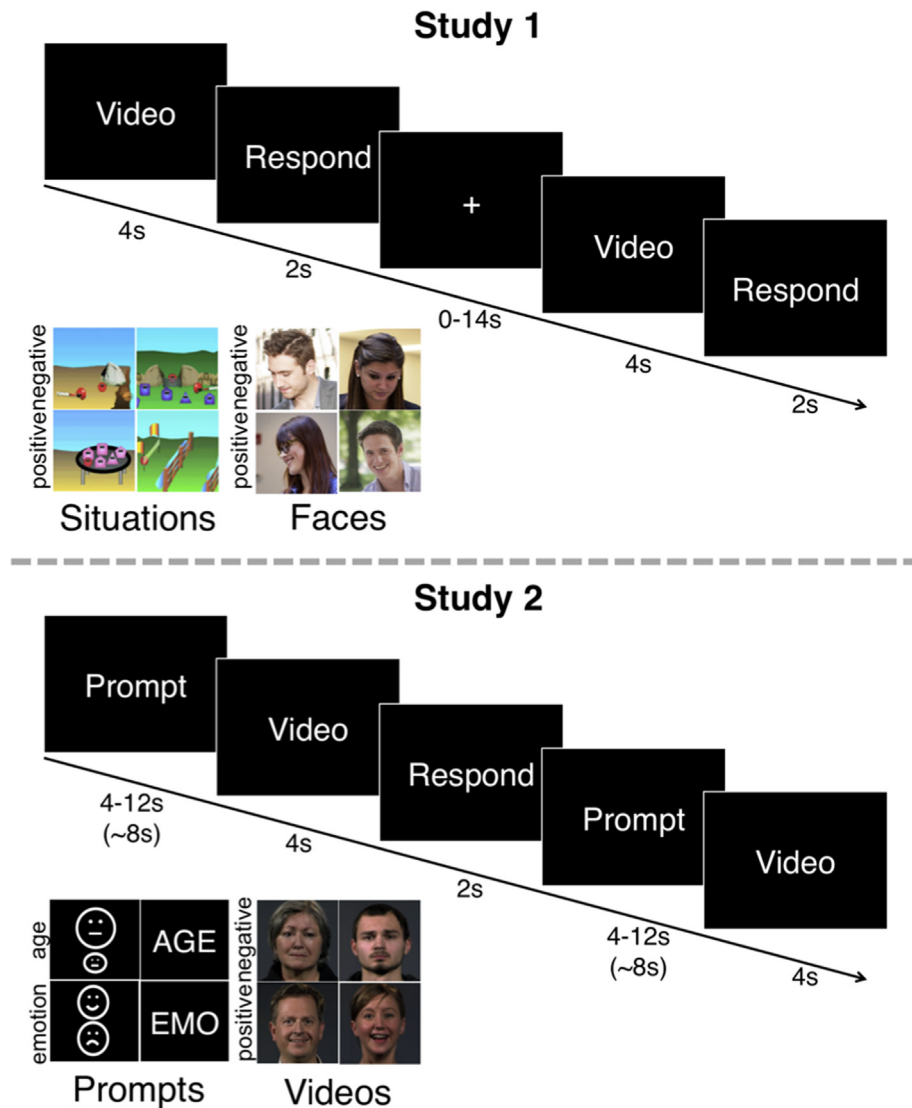 Study 1
Video
Respond
+
Video
Respond
4s
2s
0-14s
4s
2s
positive negative
Situations
positive negative
Faces
Study 2
Prompt
Video
Respond
Prompt
Video
4-12s
(~8s)
4s
2s
4-12s
(~8s)
4s
age
AGE
emotion
EMO
Prompts
positive negative
Videos